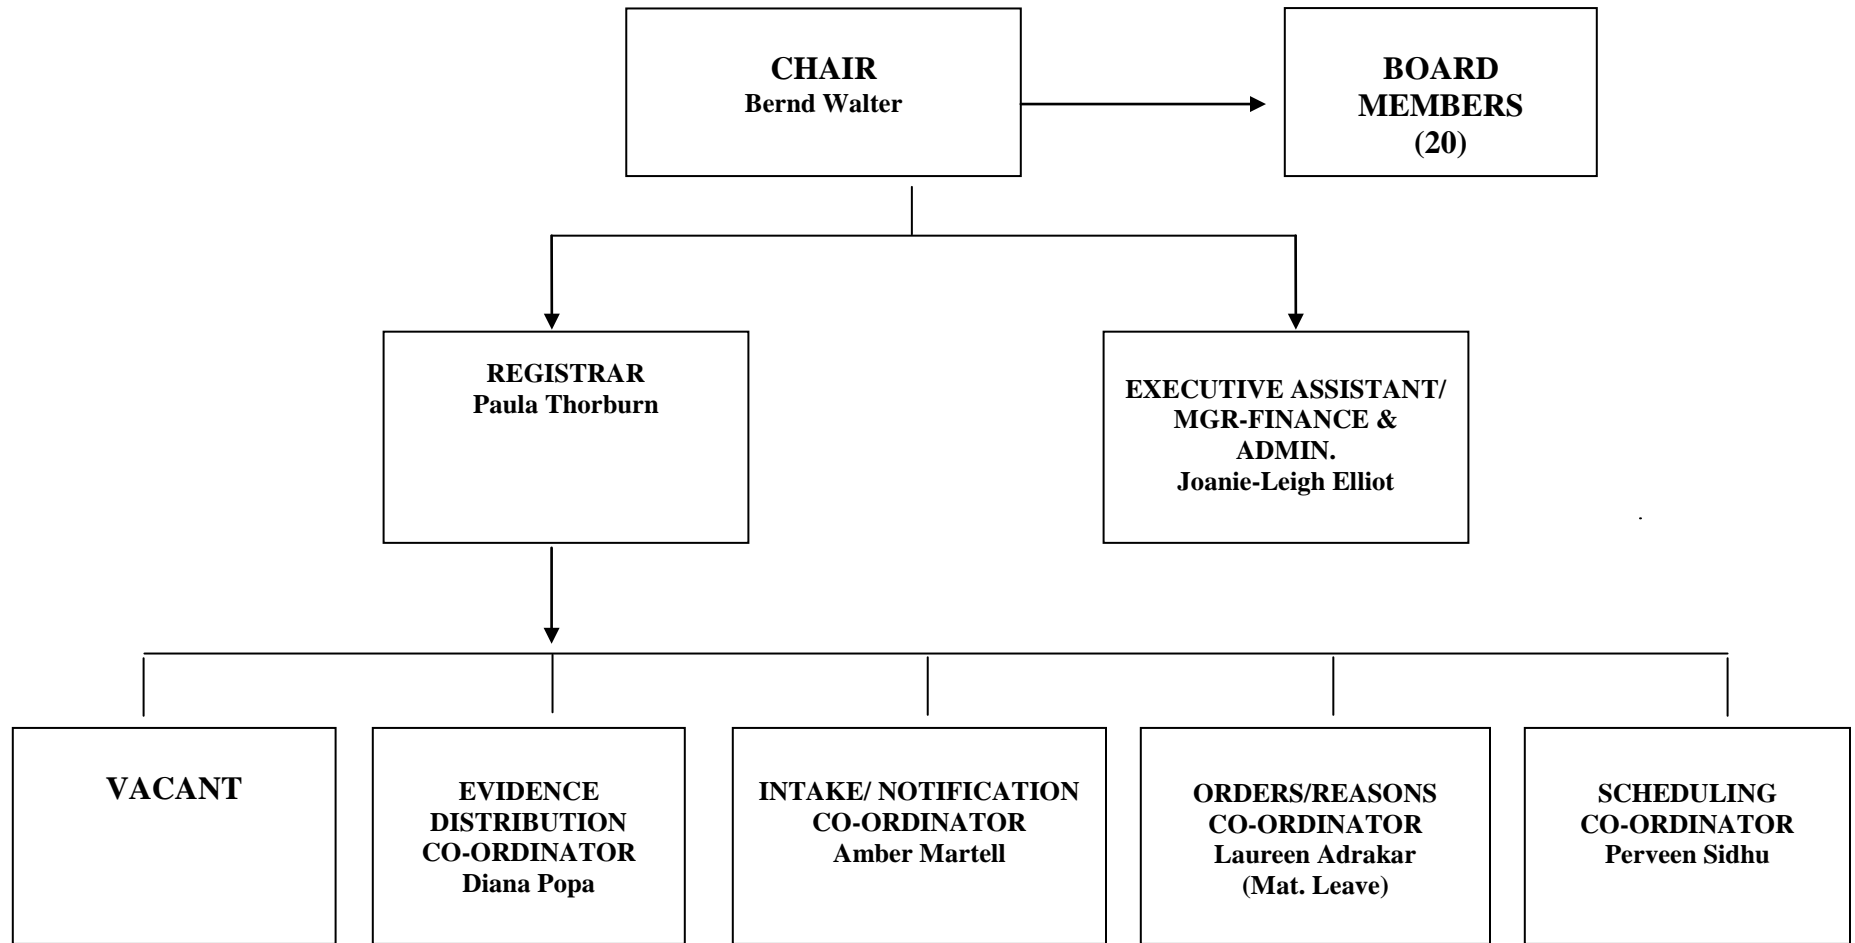 CHAIR
Bernd Walter
BOARD
MEMBERS
(20)
REGISTRAR
Paula Thorburn
EXECUTIVE ASSISTANT/
MGR-FINANCE &
ADMIN.
Joanie-Leigh Elliot
.
VACANT
EVIDENCE
DISTRIBUTION
CO-ORDINATOR
Diana Popa
INTAKE/ NOTIFICATION
CO-ORDINATOR
Amber Martell
ORDERS/REASONS
CO-ORDINATOR
Laureen Adrakar
(Mat. Leave)
SCHEDULING
CO-ORDINATOR
Perveen Sidhu